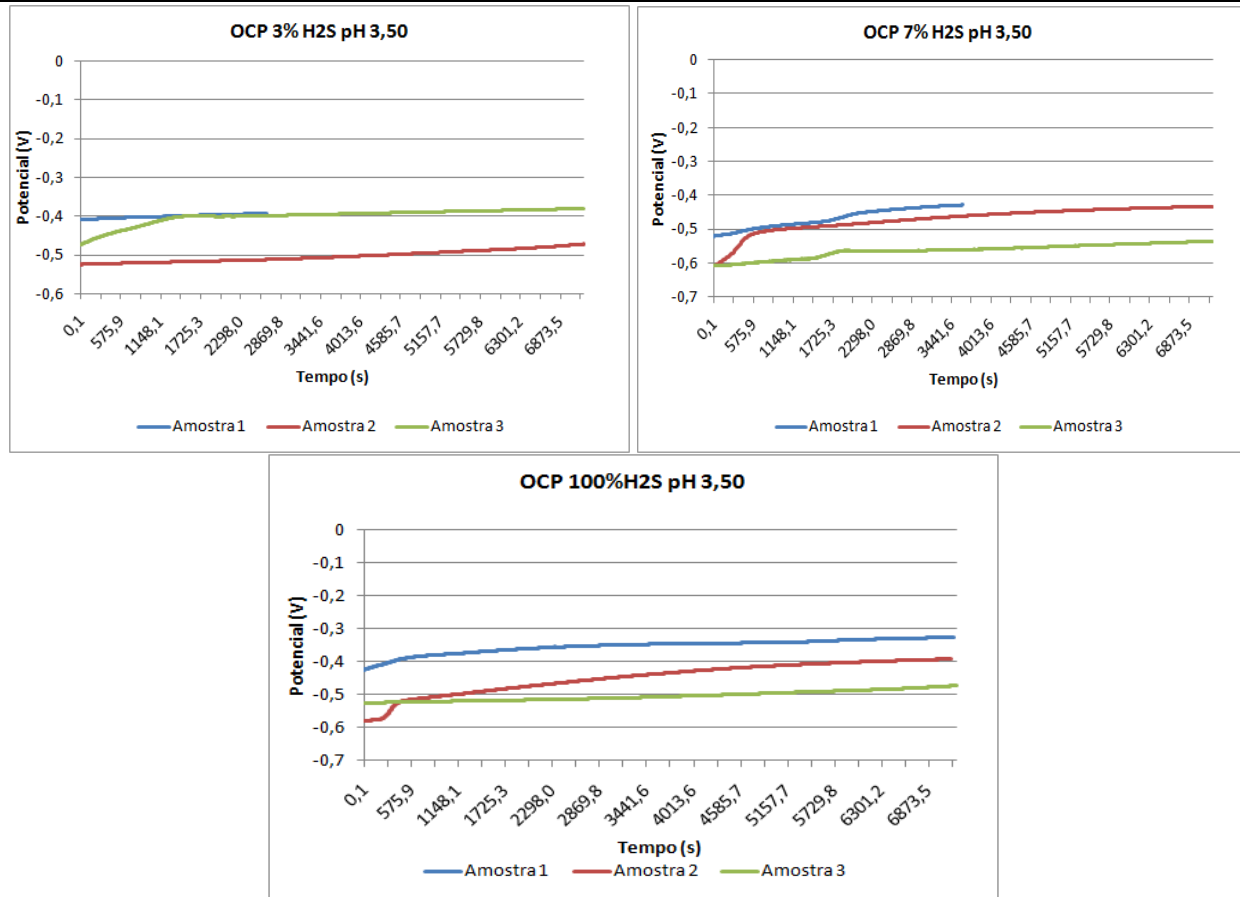 OCP 3% H2S pH 3,50
0
-0,1
-0,2
-0,3
-0,4
-0,5
-0,6
Potencial (V)
0,1 575,9 1148,1 1725,3 2298,0 2869,8 3441,6 4013,6 4585,7 5157,7 5729,8 6301,2 6873,5
Tempo (s)
Amostra 1 Amostra 2 Amostra 3
OCP 7% H2S pH 3,50
0
-0,1
-0,2
-0,3
-0,4
-0,5
-0,6
-0,7
Potencial (V)
0,1 575,9 1148,1 1725,3 2298,0 2869,8 3441,6 4013,6 4585,7 5157,7 5729,8 6301,2 6873,5
Tempo (s)
Amostra 1 Amostra 2 Amostra 3
OCP 100%H2S pH 3,50
0
-0,1
-0,2
-0,3
-0,4
-0,5
-0,6
-0,7
Potencial (V)
0,1 575,9 1148,1 1725,3 2298,0 2869,8 3441,6 4013,6 4585,7 5157,7 5729,8 6301,2 6873,5
Tempo (s)
Amostra 1 Amostra 2 Amostra 3